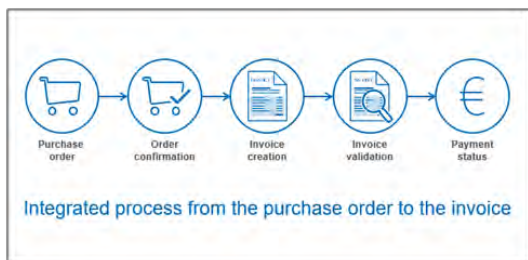 INVOICE
Purchase
order
Order
confirmation
Invoice
creation
Invoice
validation
Payment
status
€
Integrated process from the purchase order to the invoice